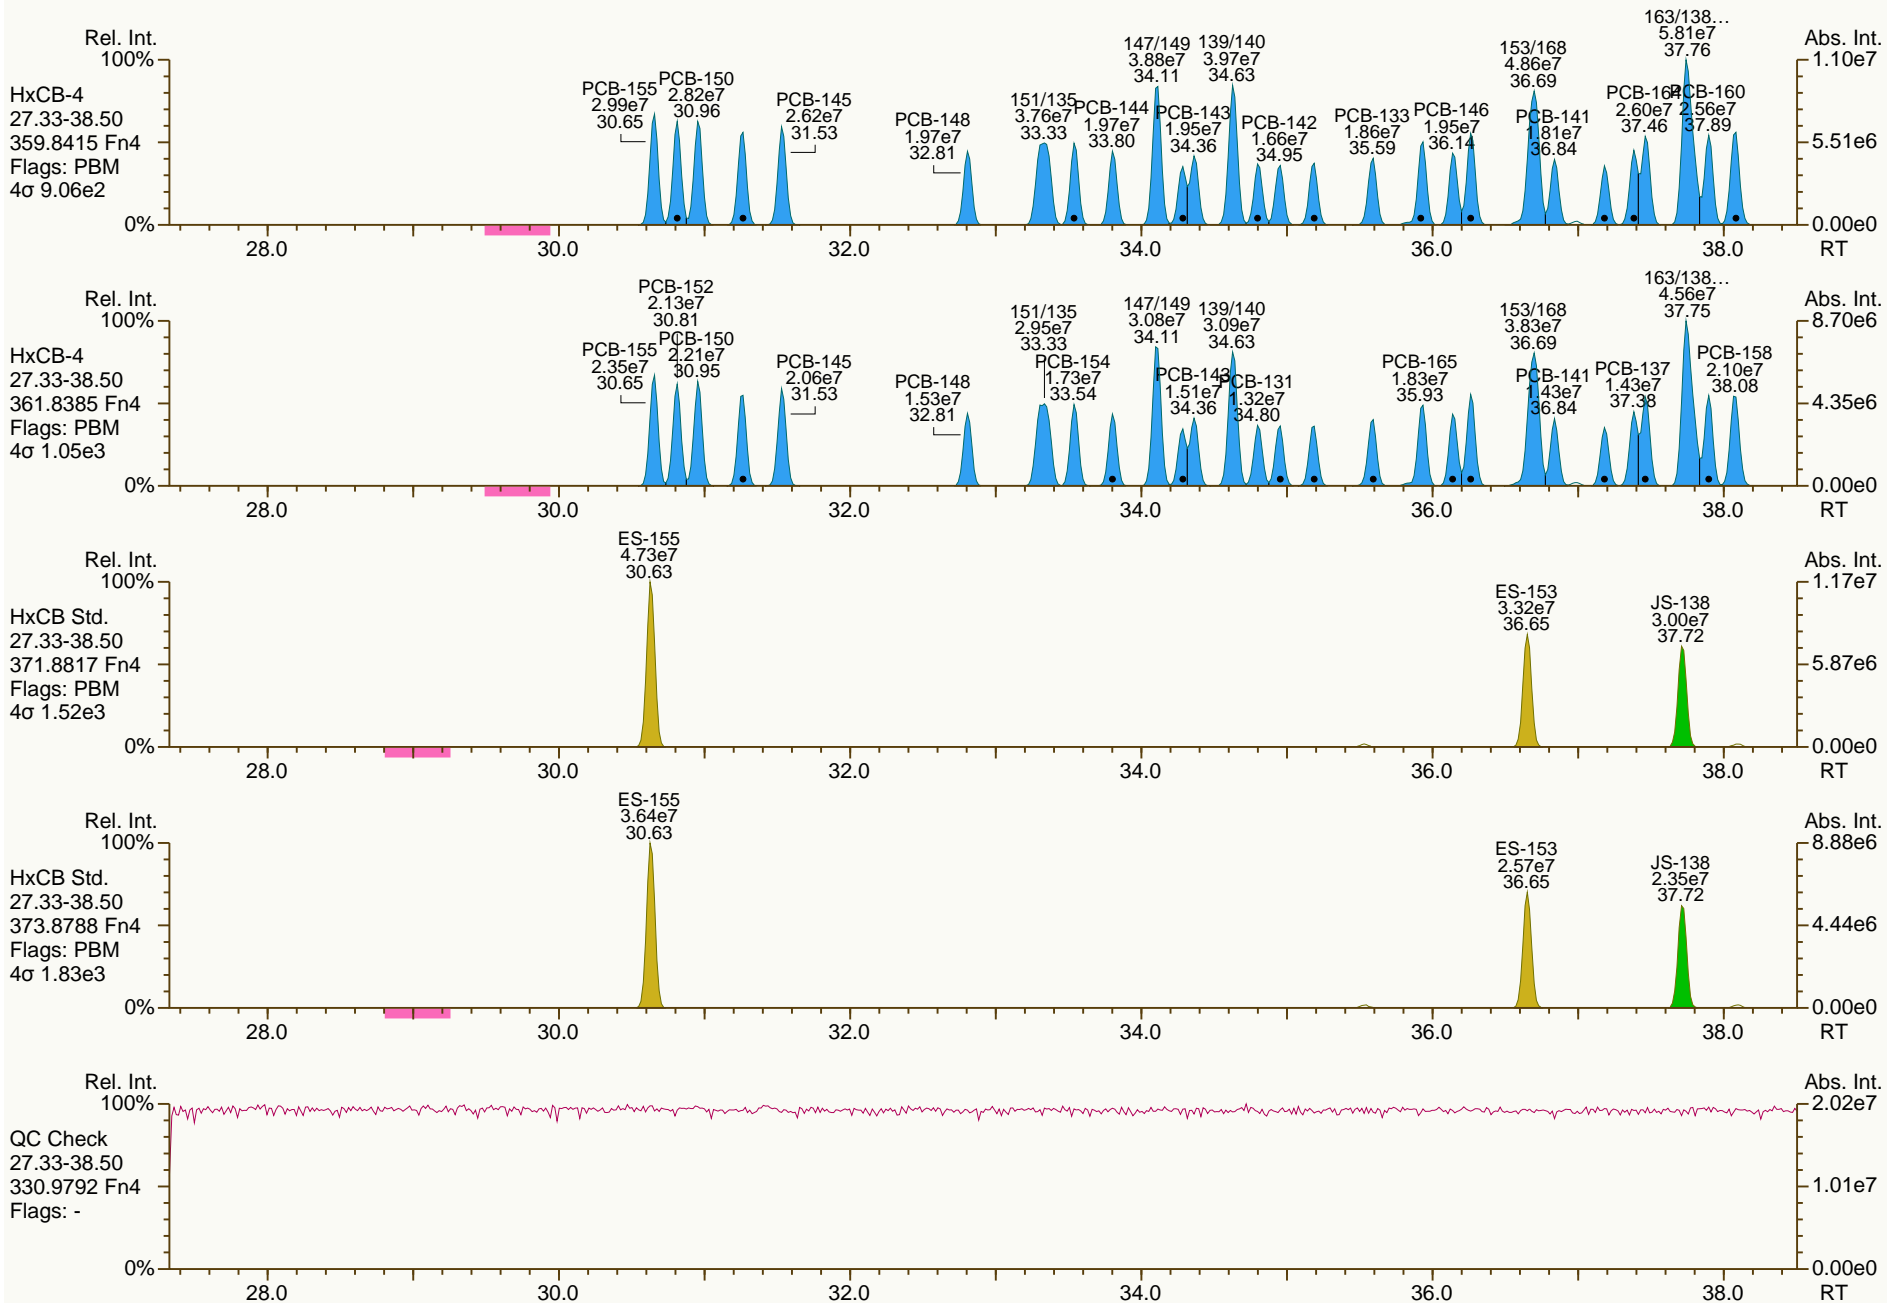 Rel. Int.
100%
0%
HxCB-4
27.33-38.50
359.8415 Fn4
Flags: PBM
4σ 9.06e2
PCB-155
2.99e7
30.65
PCB-150
2.82e7
30.96
PCB-145
2.62e7
31.53
PCB-148
1.97e7
32.81
151/135
3.76e7
33.33
PCB-144
1.97e7
33.80
147/149
3.88e7
34.11
PCB-143
1.95e7
34.36
139/140
3.97e7
34.63
PCB-142
1.66e7
34.95
PCB-133
1.86e7
35.59
PCB-146
1.95e7
36.14
153/168
4.86e7
36.69
PCB-141
1.81e7
36.84
PCB-164
2.60e7
37.46
163/138...
5.81e7
37.76
PCB-160
2.56e7
37.89
Abs. Int.
1.10e7
5.51e6
0.00e0
28.0 30.0 32.0 34.0 36.0 38.0 RT
Rel. Int.
100%
0%
HxCB-4
27.33-38.50
361.8385 Fn4
Flags: PBM
4σ 1.05e3
PCB-155
2.35e7
30.65
PCB-152
2.13e7
30.81
PCB-150
2.21e7
30.95
PCB-145
2.06e7
31.53
PCB-148
1.53e7
32.81
151/135
2.95e7
33.33
PCB-154
1.73e7
33.54
147/149
3.08e7
34.11
PCB-143
1.51e7
34.36
139/140
3.09e7
34.63
PCB-131
1.32e7
34.80
PCB-165
1.83e7
35.93
153/168
3.83e7
36.69
PCB-141
1.43e7
36.84
PCB-137
1.43e7
37.38
163/138...
4.56e7
37.75
PCB-158
2.10e7
38.08
Abs. Int.
8.70e6
4.35e6
0.00e0
28.0 30.0 32.0 34.0 36.0 38.0 RT
Rel. Int.
100%
0%
HxCB Std.
27.33-38.50
371.8817 Fn4
Flags: PBM
4σ 1.52e3
ES-155
4.73e7
30.63
ES-153
3.32e7
36.65
JS-138
3.00e7
37.72
Abs. Int.
1.17e7
5.87e6
0.00e0
28.0 30.0 32.0 34.0 36.0 38.0 RT
Rel. Int.
100%
0%
HxCB Std.
27.33-38.50
373.8788 Fn4
Flags: PBM
4σ 1.83e3
ES-155
3.64e7
30.63
ES-153
2.57e7
36.65
JS-138
2.35e7
37.72
Abs. Int.
8.88e6
4.44e6
0.00e0
28.0 30.0 32.0 34.0 36.0 38.0 RT
Rel. Int.
100%
0%
QC Check
27.33-38.50
330.9792 Fn4
Flags: -
Abs. Int.
2.02e7
1.01e7
0.00e0
28.0 30.0 32.0 34.0 36.0 38.0 RT